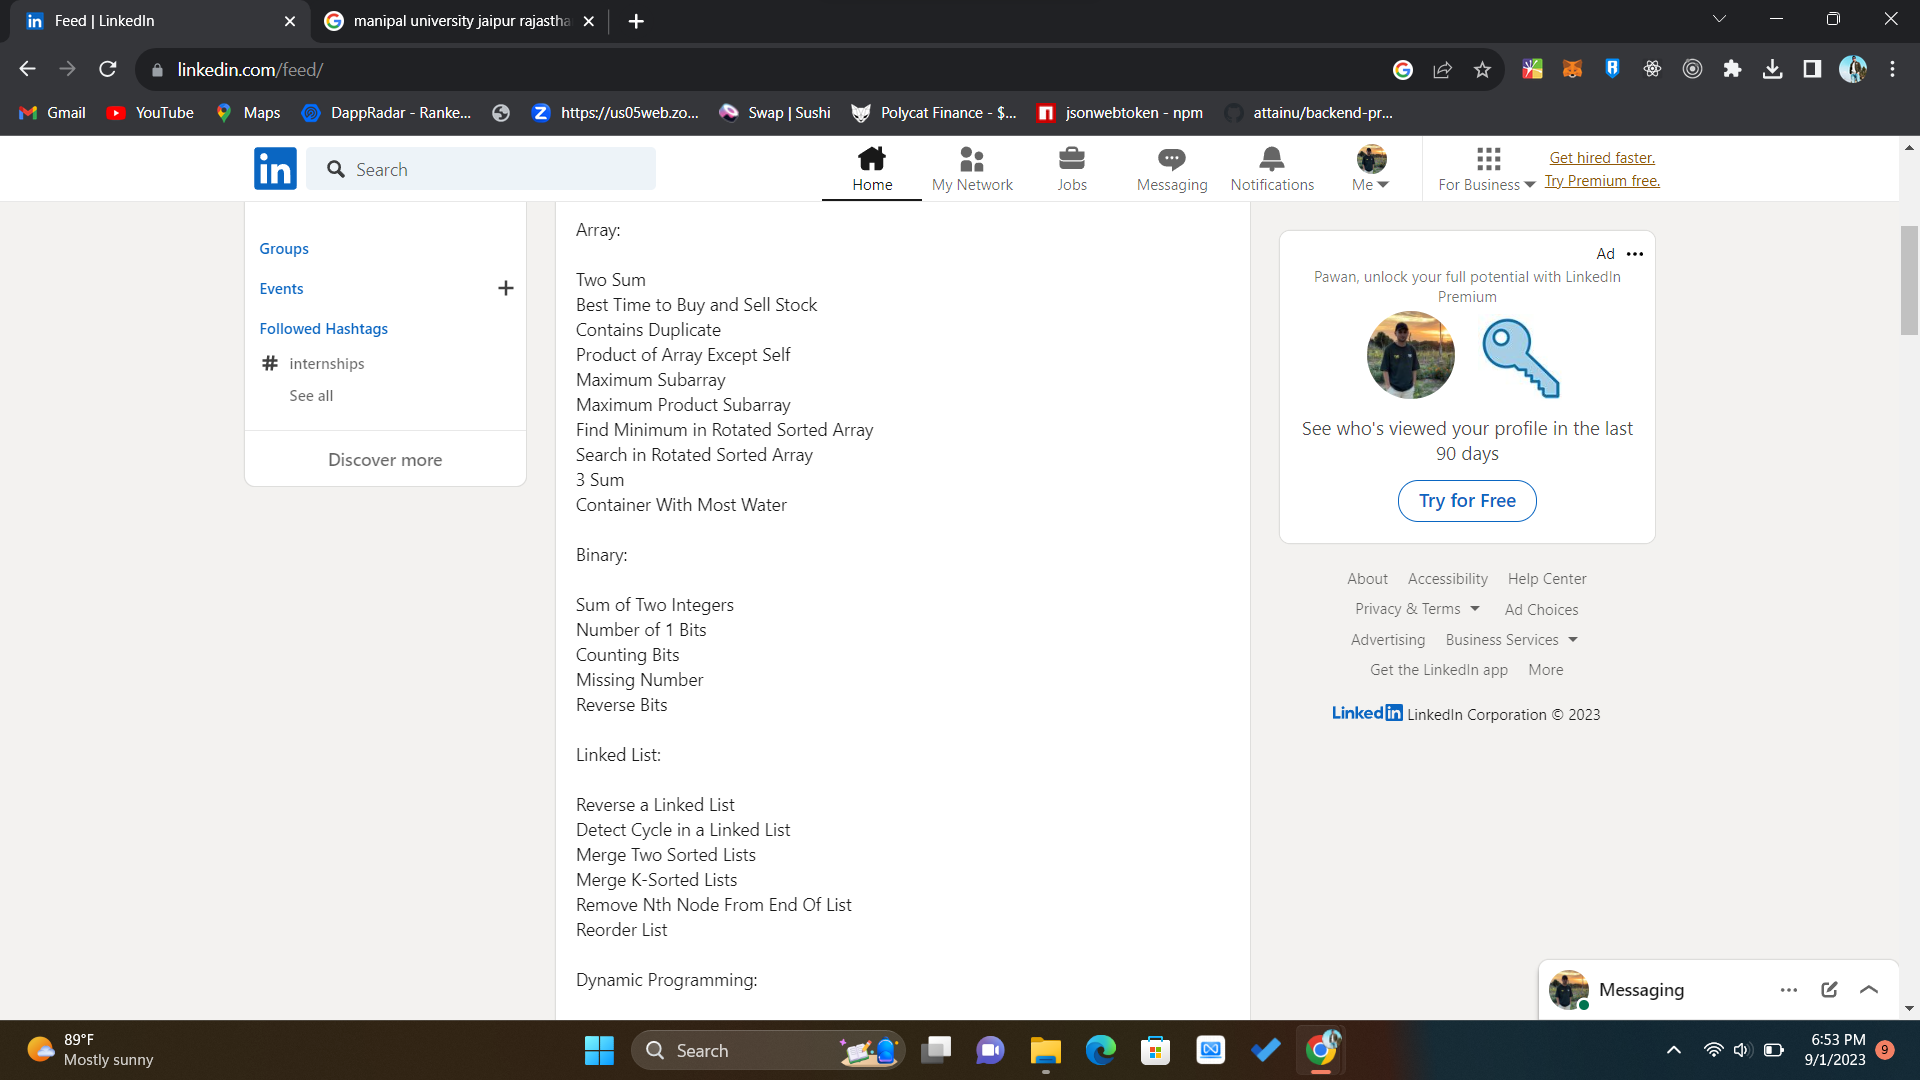 Feed | LinkedIn
manipal university jaipur rajastha
linkedin.com/feed/
Gmail
YouTube
Maps
DappRadar - Ranke...
https://us05web.zo...
Swap | Sushi
Polycat Finance - $...
jsonwebtoken - npm
attainu/backend-pr...
in
Search
Home
My Network
Jobs
Messaging
Notifications
Me
For Business
Get hired faster.
Try Premium free.
Groups
Events
Followed Hashtags
# internships
See all
Discover more
Array:
Two Sum
Best Time to Buy and Sell Stock
Contains Duplicate
Product of Array Except Self
Maximum Subarray
Maximum Product Subarray
Find Minimum in Rotated Sorted Array
Search in Rotated Sorted Array
3 Sum
Container With Most Water
Binary:
Sum of Two Integers
Number of 1 Bits
Counting Bits
Missing Number
Reverse Bits
Linked List:
Reverse a Linked List
Detect Cycle in a Linked List
Merge Two Sorted Lists
Merge K-Sorted Lists
Remove Nth Node From End Of List
Reorder List
Dynamic Programming:
Ad
Pawan, unlock your full potential with LinkedIn
Premium
See who's viewed your profile in the last
90 days
Try for Free
About Accessibility Help Center
Privacy & Terms Ad Choices
Advertising Business Services
Get the LinkedIn app More
LinkedIn LinkedIn Corporation © 2023
Messaging
89°F
Mostly sunny
Search
6:53 PM
9/1/2023
9